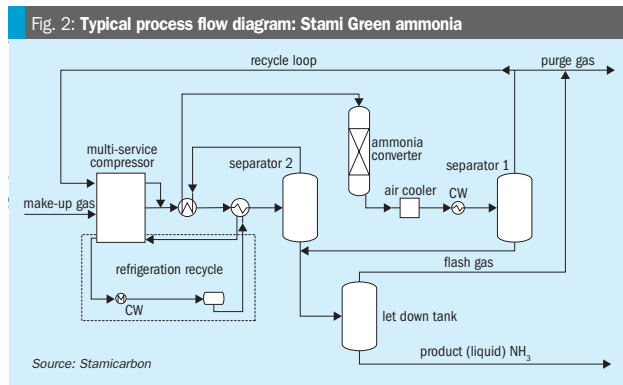 Fig. 2: Typical process flow diagram: Stami Green ammonia
recycle loop
purge gas
multi-service
compressor
separator 2
ammonia
converter
separator 1
air cooler
CW
make-up gas
refrigeration recycle
flash gas
M
CW
let down tank
product (liquid) NH₃
Source: Stamicarbon